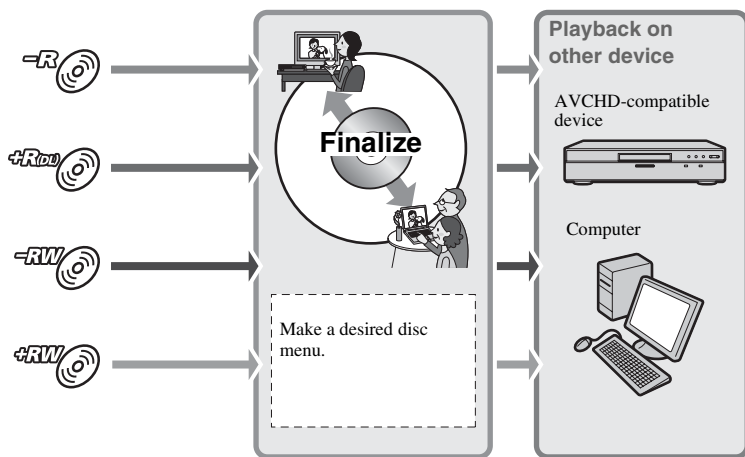 -R
+R(DL)
-RW
+RW
Finalize
Make a desired disc
menu.
Playback on
other device
AVCHD-compatible
device
Computer